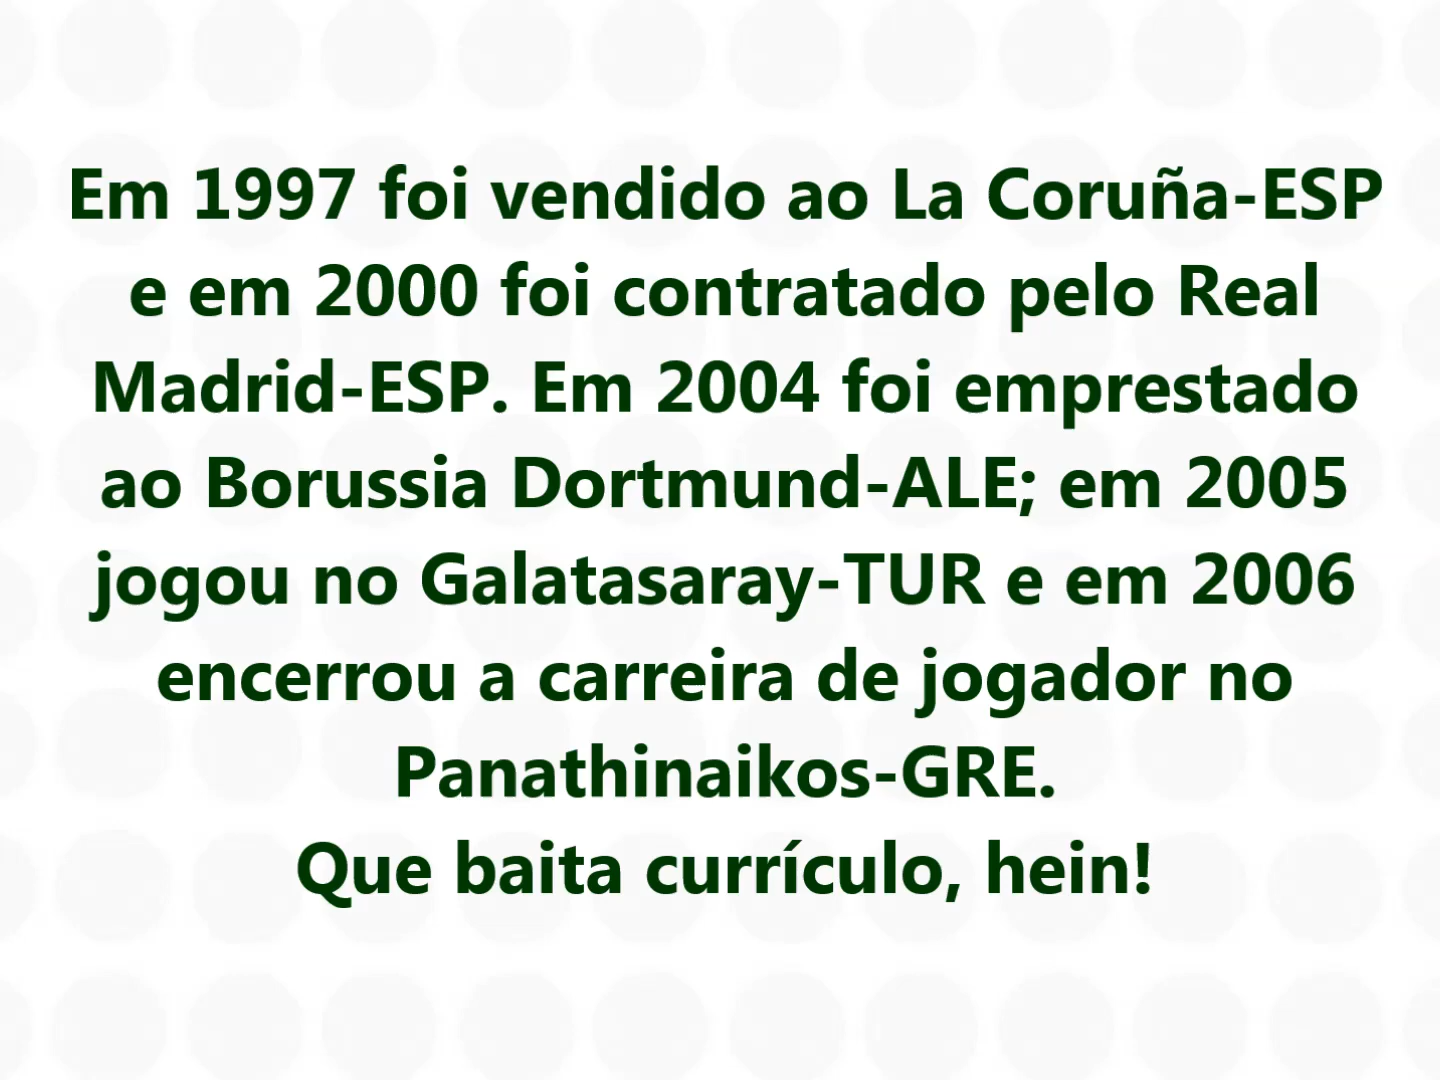 Em 1997 foi vendido ao La Coruña-ESP
e em 2000 foi contratado pelo Real
Madrid-ESP. Em 2004 foi emprestado
ao Borussia Dortmund-ALE; em 2005
jogou no Galatasaray-TUR e em 2006
encerrou a carreira de jogador no
Panathinaikos-GRE.
Que baita currículo, hein!